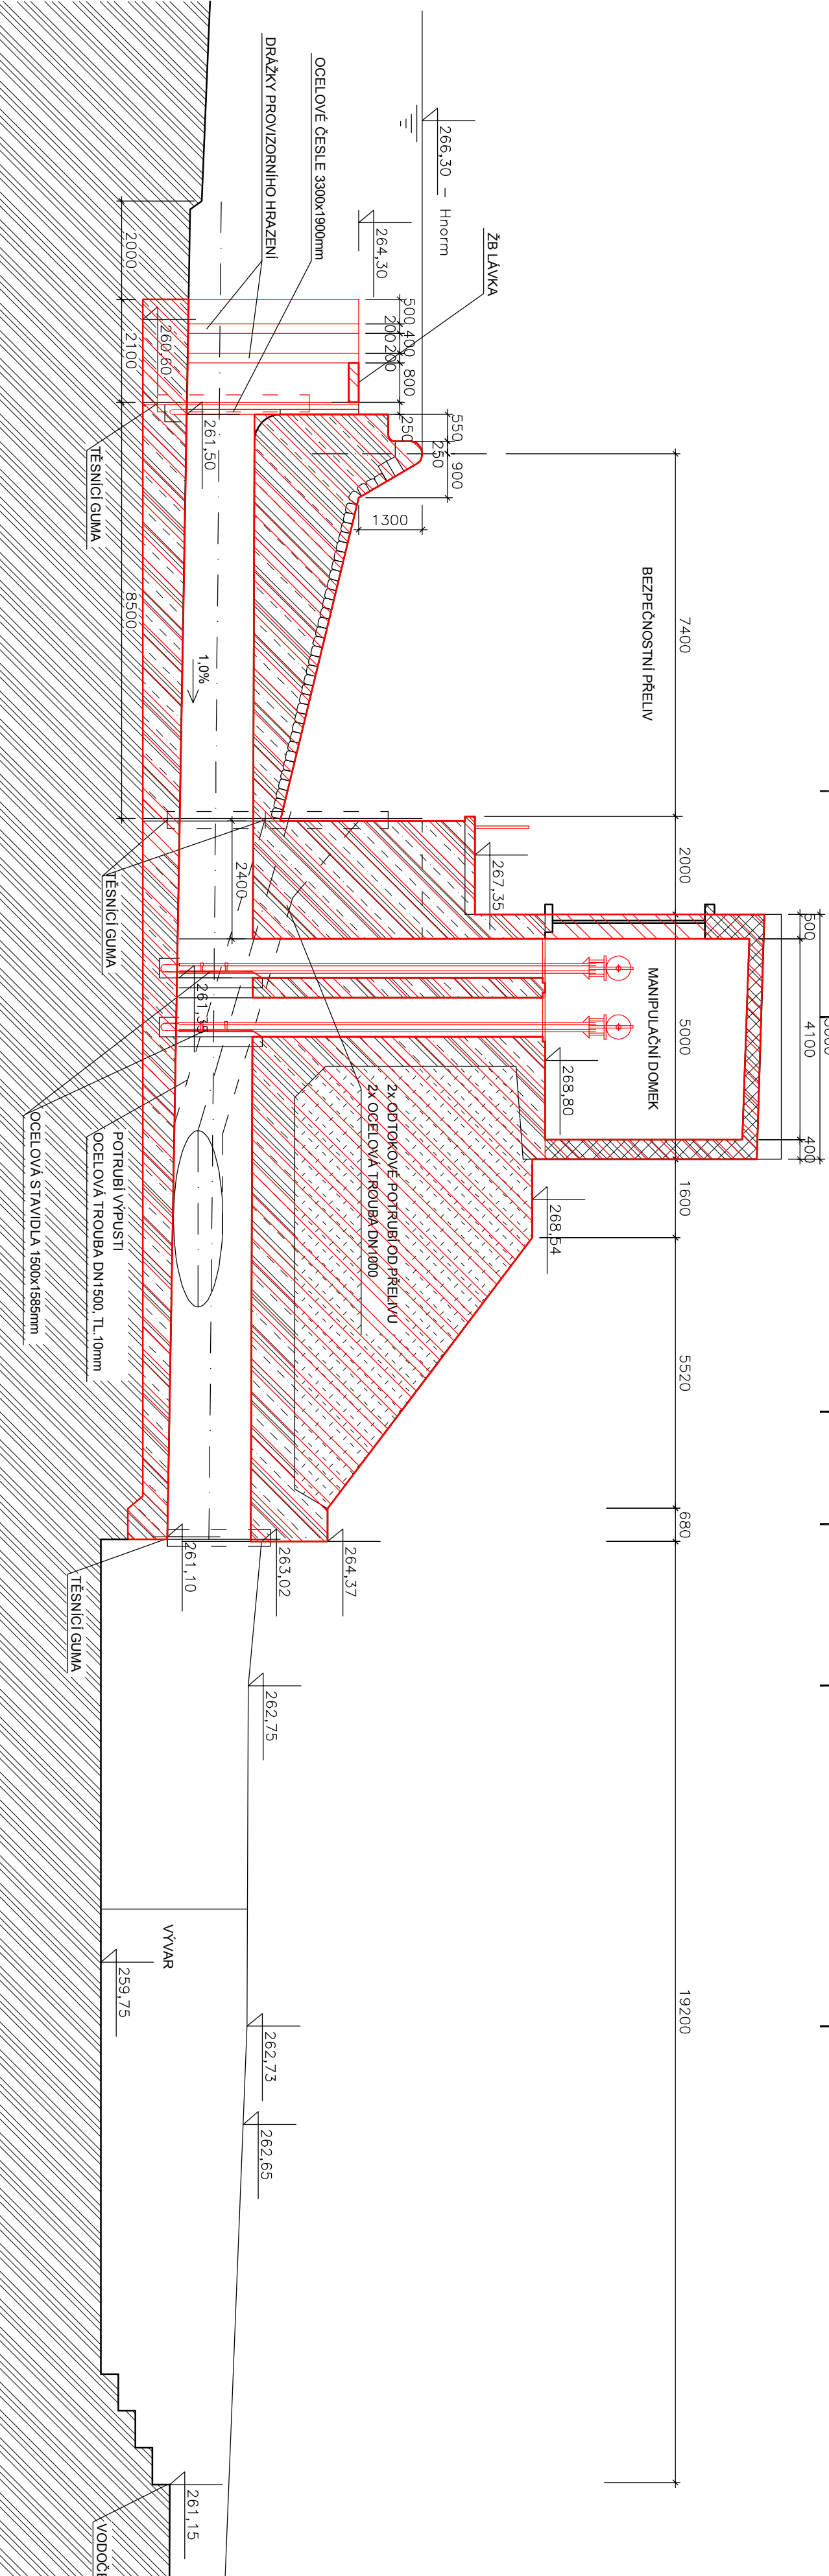 OCELOVÉ ČESLE 3300x1900mm
DRÁŽKY PROVIZORNÍHO HRAZENÍ
266,30 – Hnorm
264,30
ŽB LÁVKA
2000
2100
8500
260,60
500
400
200
200
800
250
550
250
900
1300
261,50
TĚSNÍCÍ GUMA
1,0%
BEZPEČNOSTNÍ PŘELIV
7400
2000
5000
1600
5520
680
19200
TĚSNÍCÍ GUMA
2400
267,35
500
4100
400
MANIPULAČNÍ DOMEK
261,35
268,80
268,54
2x ODTOKOVÉ POTRUBÍ OD PŘELIVU
2x OCELOVÁ TROUBA DN1000
POTRUBÍ VÝPUSTI
OCELOVÁ TROUBA DN1500, TL.10mm
OCELOVÁ STAVIDLA 1500x1585mm
261,10
263,02
264,37
TĚSNÍCÍ GUMA
262,75
VÝVAR
259,75
262,73
262,65
261,15